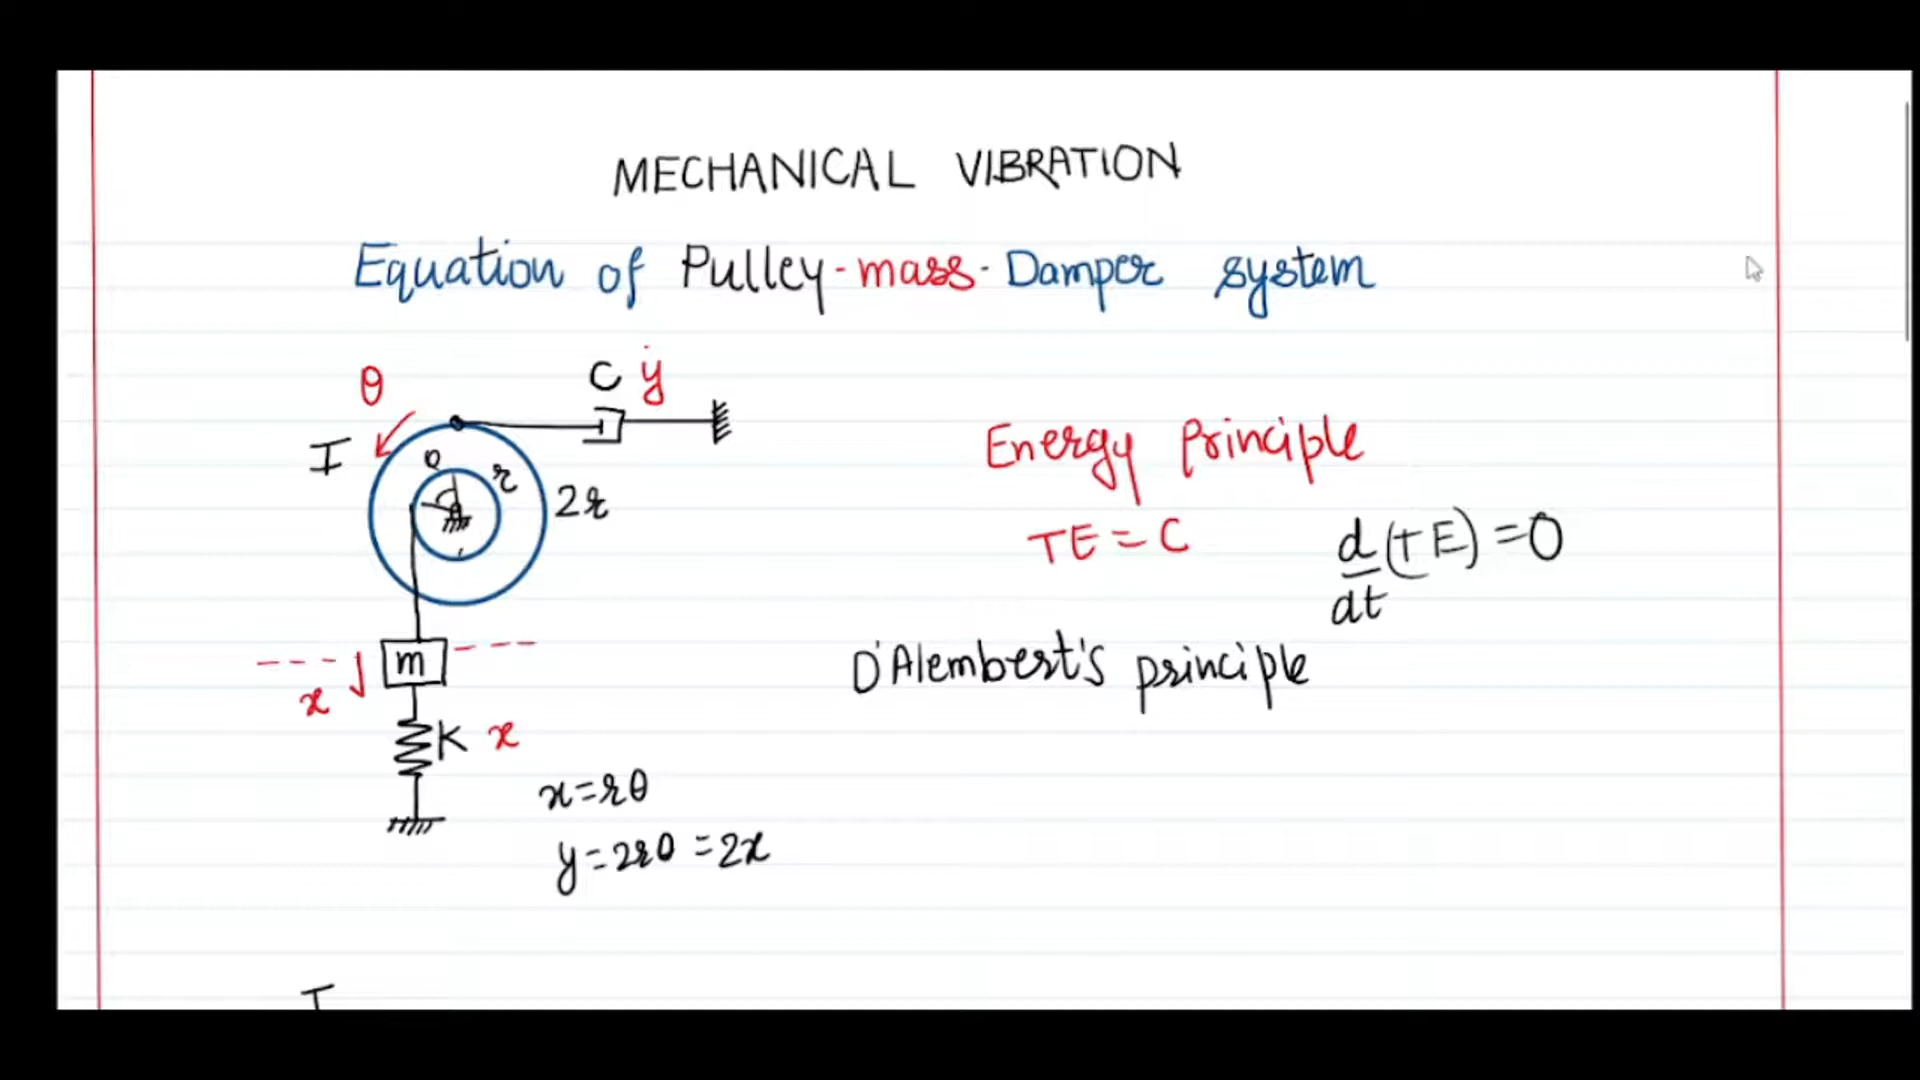 MECHANICAL VIBRATION
Equation of Pulley-mass-Damper system
θ
C ẏ
I
θ
r
2r
Energy Principle
TE = C
d/dt (TE) = 0
D'Alembert's principle
m
x
K x
x = rθ
y = 2rθ = 2x
I